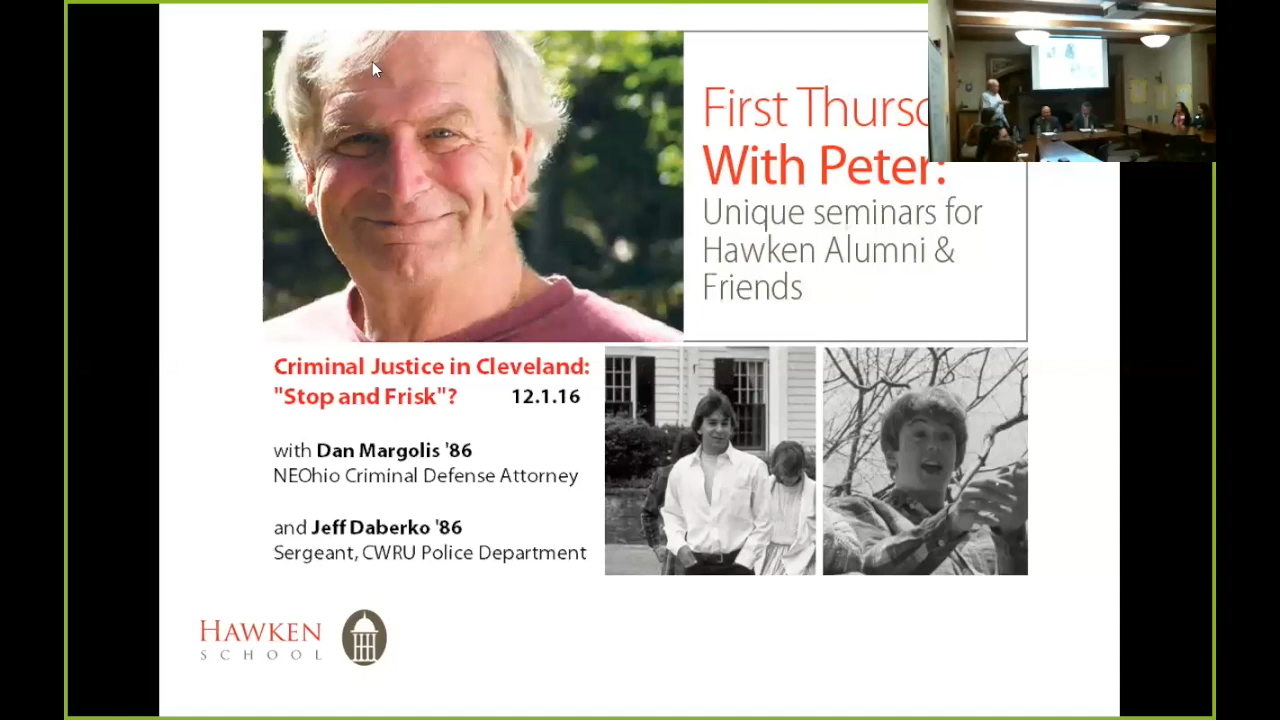 First Thursd
With Peter:
Unique seminars for
Hawken Alumni &
Friends
Criminal Justice in Cleveland:
"Stop and Frisk"? 12.1.16
with Dan Margolis '86
NEOhio Criminal Defense Attorney
and Jeff Daberko '86
Sergeant, CWRU Police Department
HAWKEN
SCHOOL